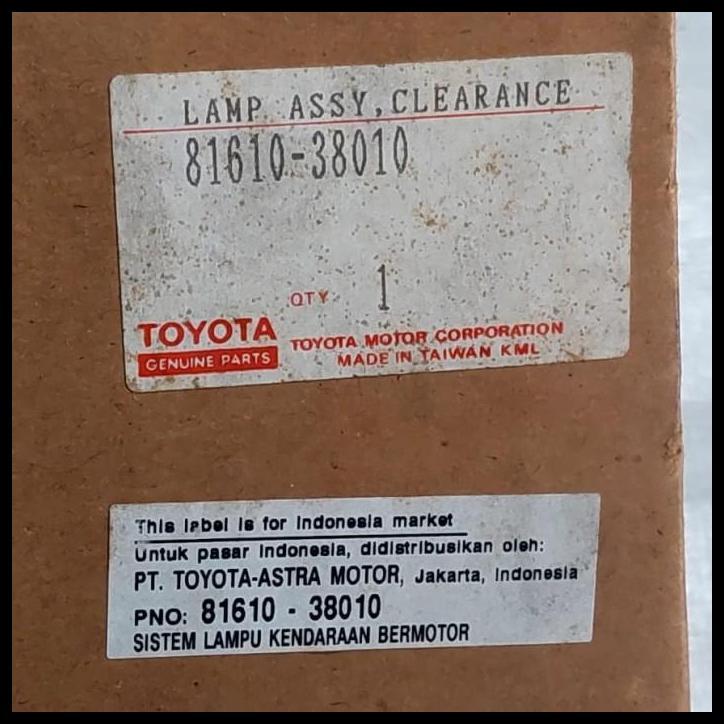 LAMP ASSY,CLEARANCE
81610-38010
QTY 1
TOYOTA
GENUINE PARTS
TOYOTA MOTOR CORPORATION
MADE IN TAIWAN KML
This label is for Indonesia market
Untuk pasar Indonesia, didistribusikan oleh:
PT. TOYOTA-ASTRA MOTOR, Jakarta, Indonesia
PNO: 81610 - 38010
SISTEM LAMPU KENDARAAN BERMOTOR